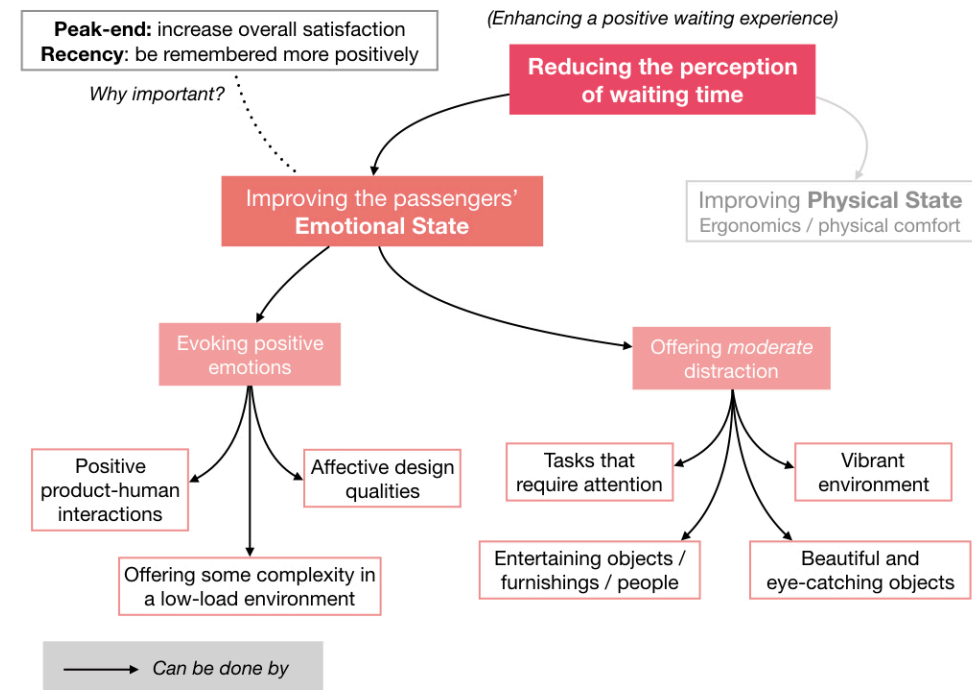 Peak-end: increase overall satisfaction
Recency: be remembered more positively
Why important?
(Enhancing a positive waiting experience)
Reducing the perception
of waiting time
Improving the passengers’
Emotional State
Improving Physical State
Ergonomics / physical comfort
Evoking positive
emotions
Offering moderate
distraction
Positive
product-human
interactions
Affective design
qualities
Offering some complexity in
a low-load environment
Tasks that
require attention
Vibrant
environment
Entertaining objects /
furnishings / people
Beautiful and
eye-catching objects
Can be done by